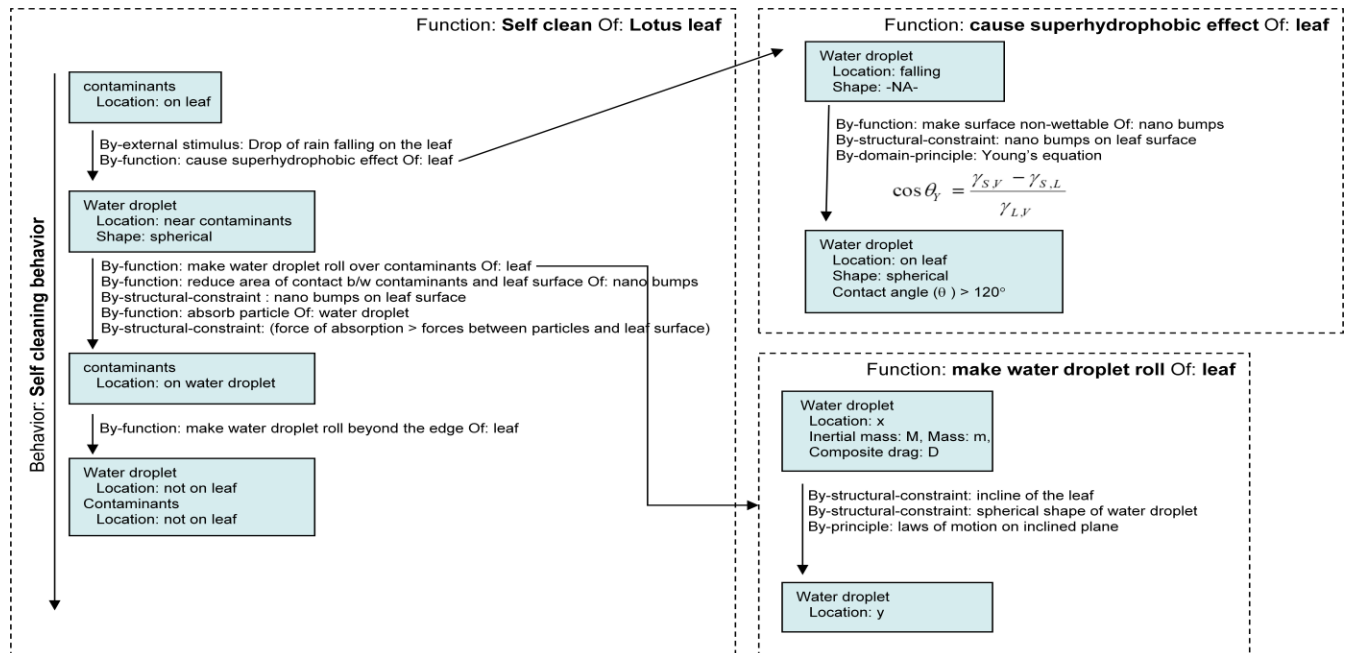 Function: Self clean Of: Lotus leaf
contaminants
Location: on leaf
By-external stimulus: Drop of rain falling on the leaf
By-function: cause superhydrophobic effect Of: leaf
Water droplet
Location: near contaminants
Shape: spherical
By-function: make water droplet roll over contaminants Of: leaf
By-function: reduce area of contact b/w contaminants and leaf surface Of: nano bumps
By-structural-constraint : nano bumps on leaf surface
By-function: absorb particle Of: water droplet
By-structural-constraint: (force of absorption > forces between particles and leaf surface)
contaminants
Location: on water droplet
By-function: make water droplet roll beyond the edge Of: leaf
Water droplet
Location: not on leaf
Contaminants
Location: not on leaf
Behavior: Self cleaning behavior
Function: cause superhydrophobic effect Of: leaf
Water droplet
Location: falling
Shape: -NA-
By-function: make surface non-wettable Of: nano bumps
By-structural-constraint: nano bumps on leaf surface
By-domain-principle: Young's equation
cos θ_Y = (γ_S,V − γ_S,L) / γ_L,V
Water droplet
Location: on leaf
Shape: spherical
Contact angle (θ ) > 120°
Function: make water droplet roll Of: leaf
Water droplet
Location: x
Inertial mass: M, Mass: m,
Composite drag: D
By-structural-constraint: incline of the leaf
By-structural-constraint: spherical shape of water droplet
By-principle: laws of motion on inclined plane
Water droplet
Location: y